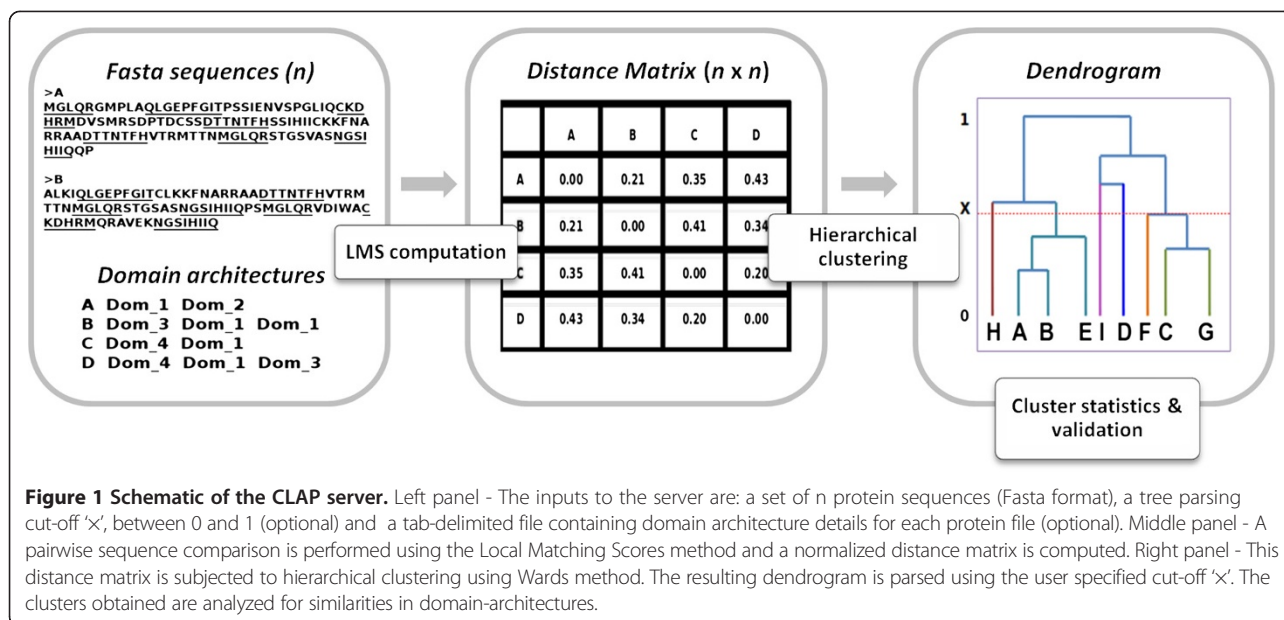 Fasta sequences (n)
>A
MGLQRGMPLAQLGEPFGITPSSIENVSPGLIQCKD
HRMDVSMRSDPTDCSSDTTNTFHSSIHIICKKFNA
RRAADTTNTFHVTRMTTNMGLQRSTGSVASNGSI
HIIQQP
>B
ALKIQLGEPFGITCLKKFNARRAADTTNTFHVTRM
TTNMGLQRSTGSASNGSIHIIQPSMGLQRVDIWAC
KDHRMQRAVEKNGSIHIIQ
Domain architectures
A Dom_1 Dom_2
B Dom_3 Dom_1 Dom_1
C Dom_4 Dom_1
D Dom_4 Dom_1 Dom_3
LMS computation
Distance Matrix (n x n)
A B C D
A 0.00 0.21 0.35 0.43
B 0.21 0.00 0.41 0.34
C 0.35 0.41 0.00 0.20
D 0.43 0.34 0.20 0.00
Hierarchical
clustering
Dendrogram
1
X
0
H A B E I D F C G
Cluster statistics &
validation
Figure 1 Schematic of the CLAP server. Left panel - The inputs to the server are: a set of n protein sequences (Fasta format), a tree parsing
cut-off ‘×’, between 0 and 1 (optional) and a tab-delimited file containing domain architecture details for each protein file (optional). Middle panel - A
pairwise sequence comparison is performed using the Local Matching Scores method and a normalized distance matrix is computed. Right panel - This
distance matrix is subjected to hierarchical clustering using Wards method. The resulting dendrogram is parsed using the user specified cut-off ‘×’. The
clusters obtained are analyzed for similarities in domain-architectures.